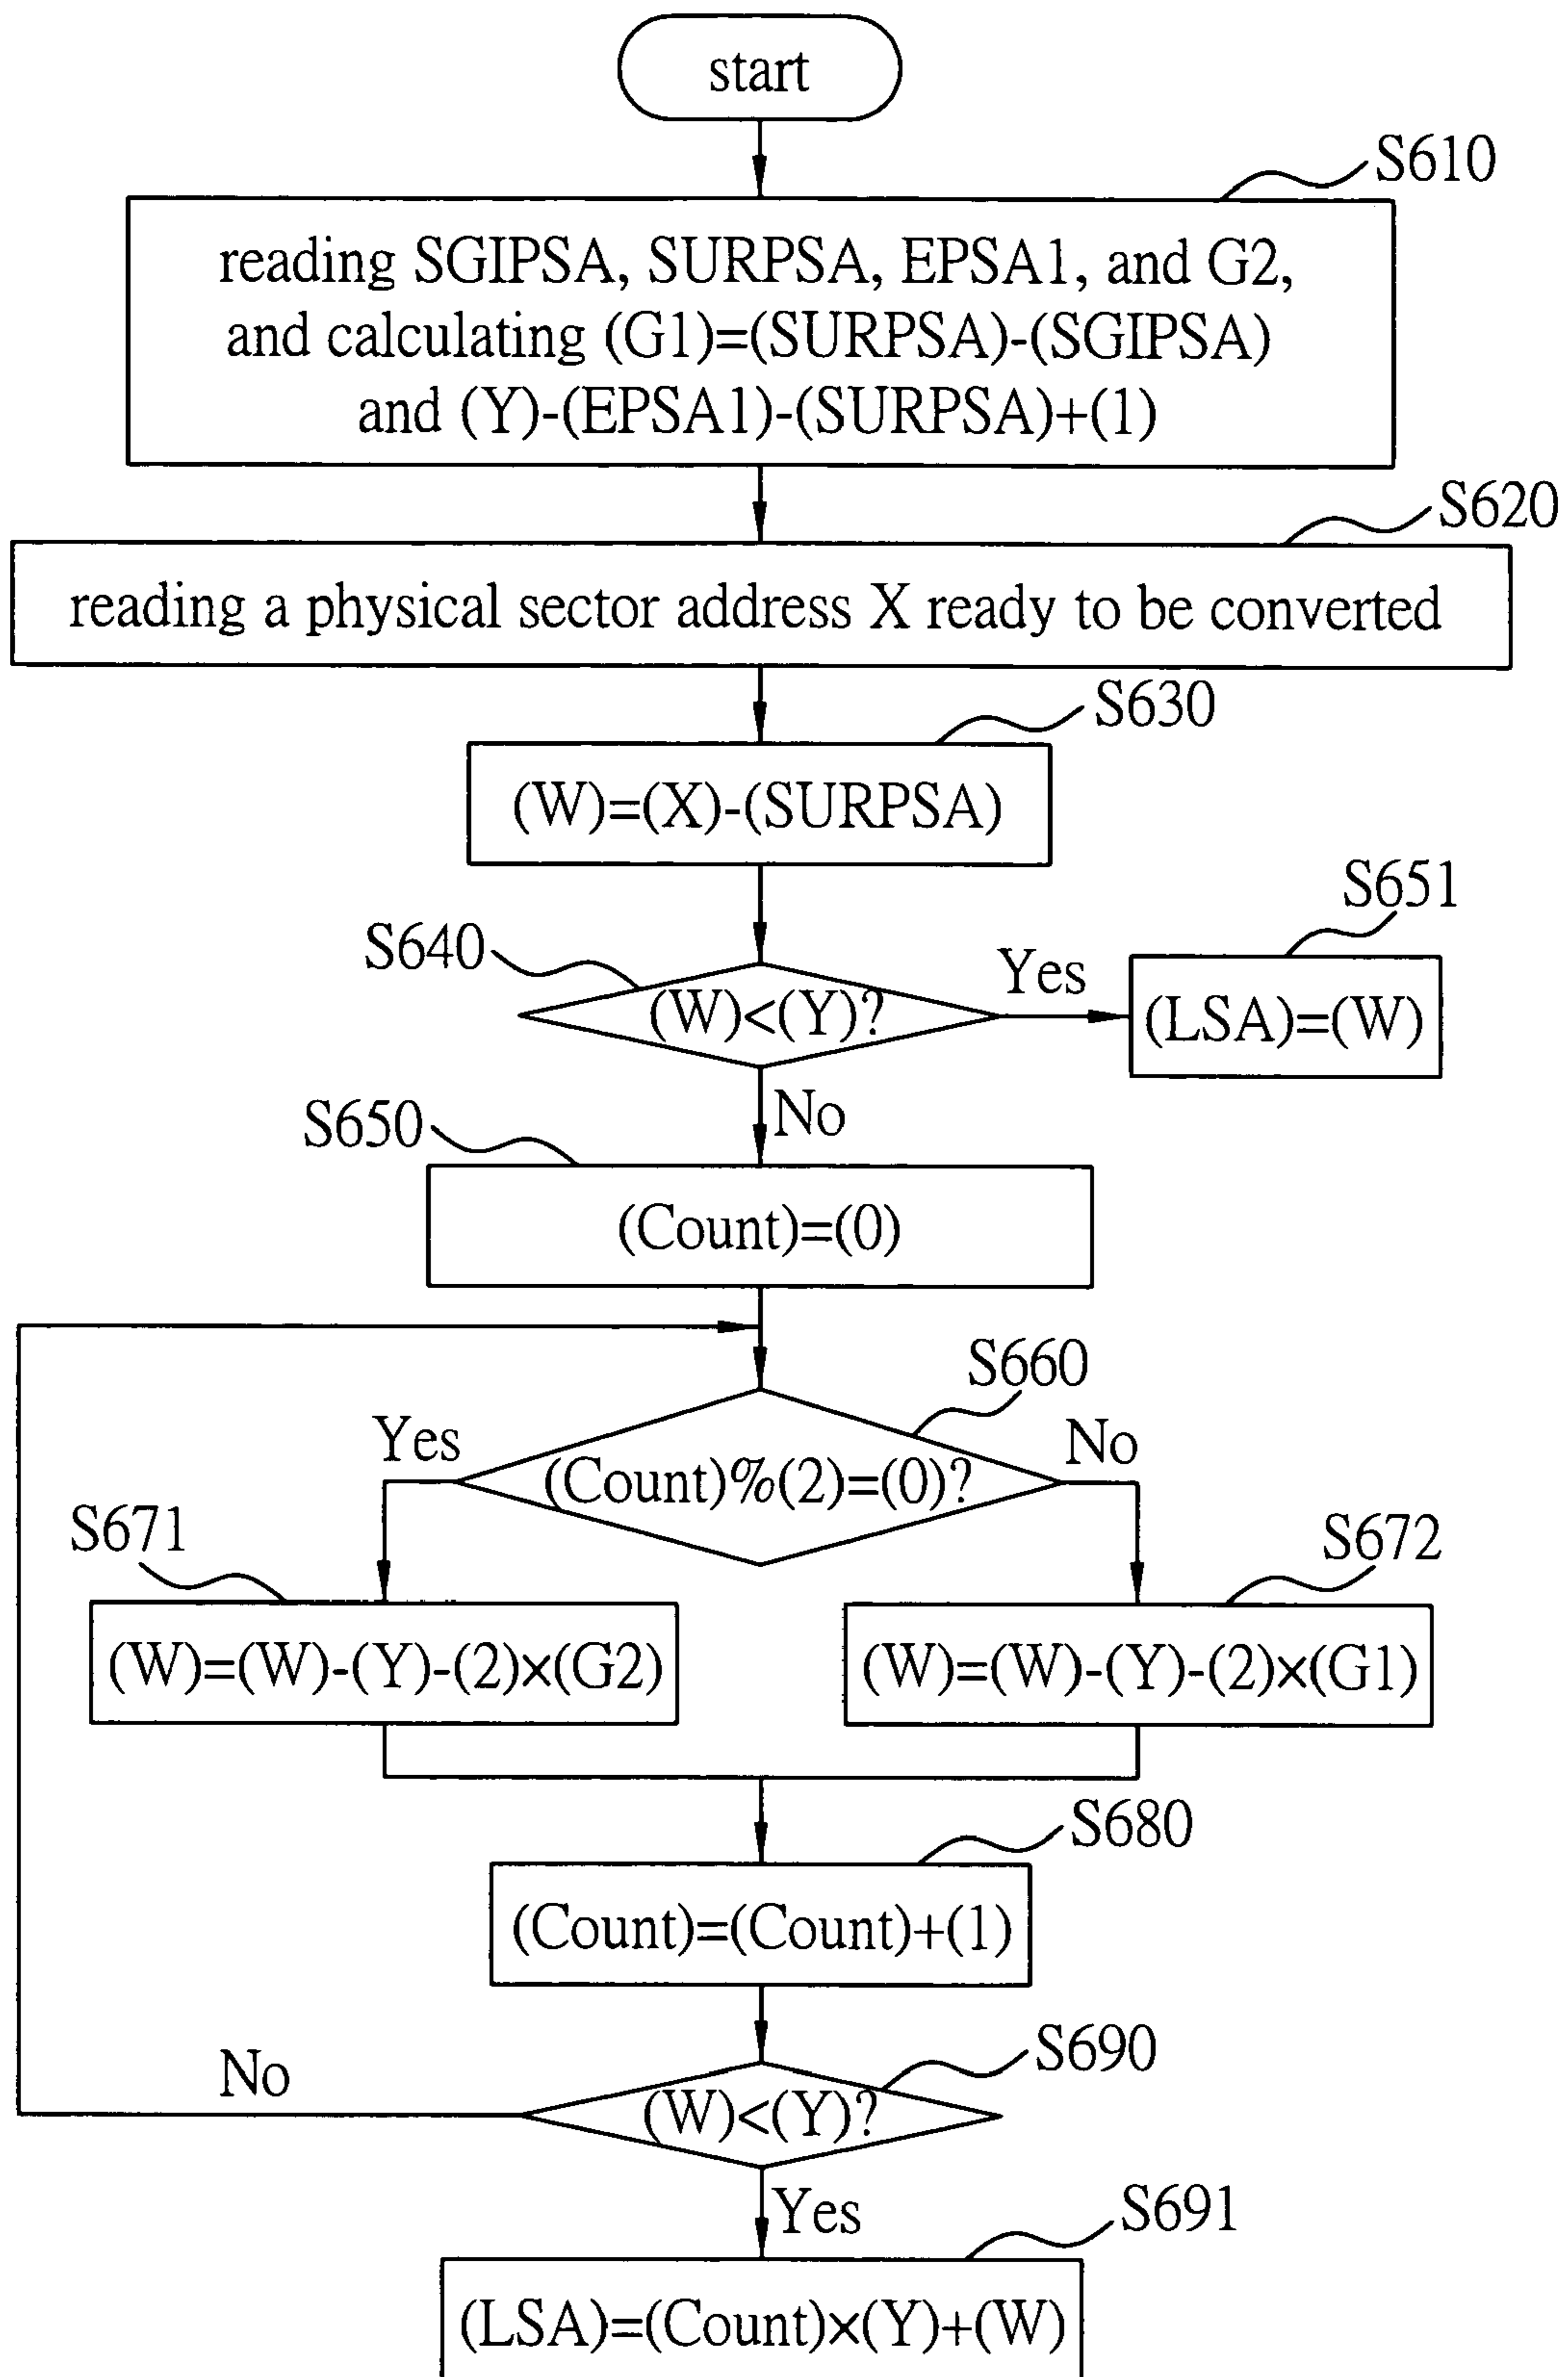 start
S610
reading SGIPSA, SURPSA, EPSA1, and G2,
and calculating (G1)=(SURPSA)-(SGIPSA)
and (Y)-(EPSA1)-(SURPSA)+(1)
S620
reading a physical sector address X ready to be converted
S630
(W)=(X)-(SURPSA)
S651
S640
Yes
(W)<(Y)?
(LSA)=(W)
No
S650
(Count)=(0)
S660
Yes
No
(Count)%(2)=(0)?
S671
S672
(W)=(W)-(Y)-(2)×(G2)
(W)=(W)-(Y)-(2)×(G1)
S680
(Count)=(Count)+(1)
S690
No
(W)<(Y)?
Yes
S691
(LSA)=(Count)×(Y)+(W)